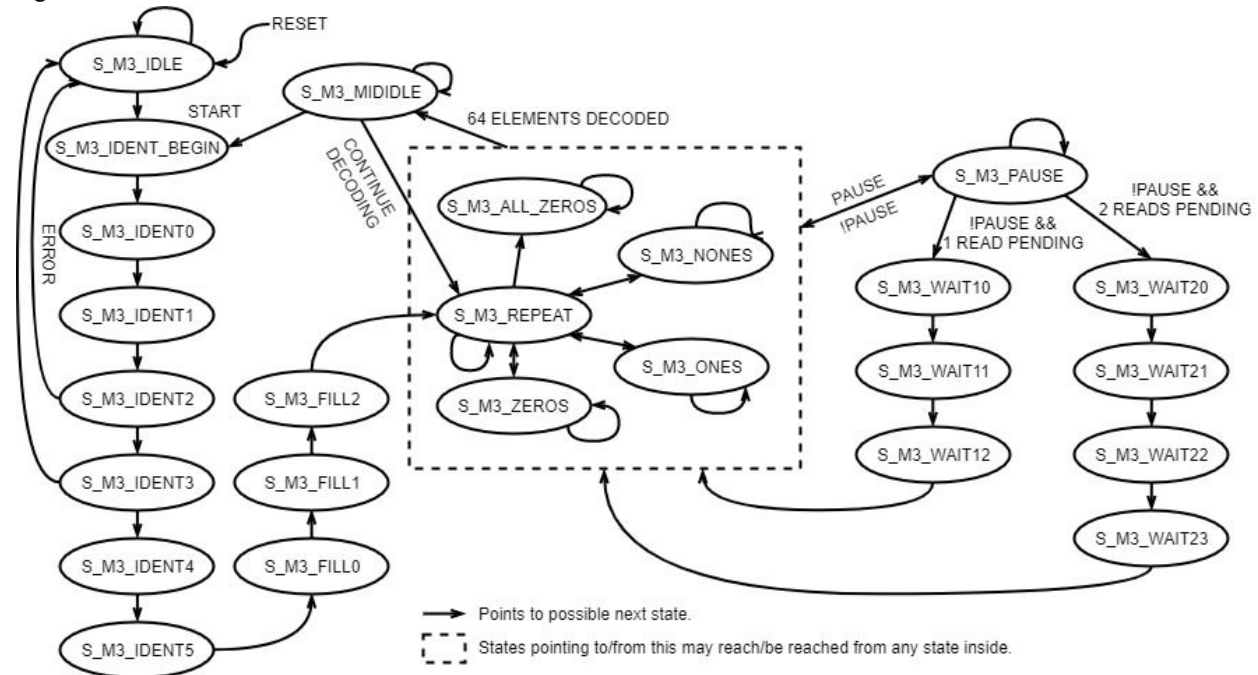 RESET
S_M3_IDLE
S_M3_MIDIDLE
START
64 ELEMENTS DECODED
S_M3_IDENT_BEGIN
CONTINUE
DECODING
S_M3_PAUSE
PAUSE
!PAUSE
!PAUSE &&
2 READS PENDING
!PAUSE &&
1 READ PENDING
S_M3_ALL_ZEROS
S_M3_IDENT0
ERROR
S_M3_NONES
S_M3_WAIT10
S_M3_WAIT20
S_M3_IDENT1
S_M3_REPEAT
S_M3_ONES
S_M3_WAIT11
S_M3_WAIT21
S_M3_IDENT2
S_M3_FILL2
S_M3_ZEROS
S_M3_WAIT12
S_M3_WAIT22
S_M3_IDENT3
S_M3_FILL1
S_M3_WAIT23
S_M3_IDENT4
S_M3_FILL0
Points to possible next state.
S_M3_IDENT5
States pointing to/from this may reach/be reached from any state inside.